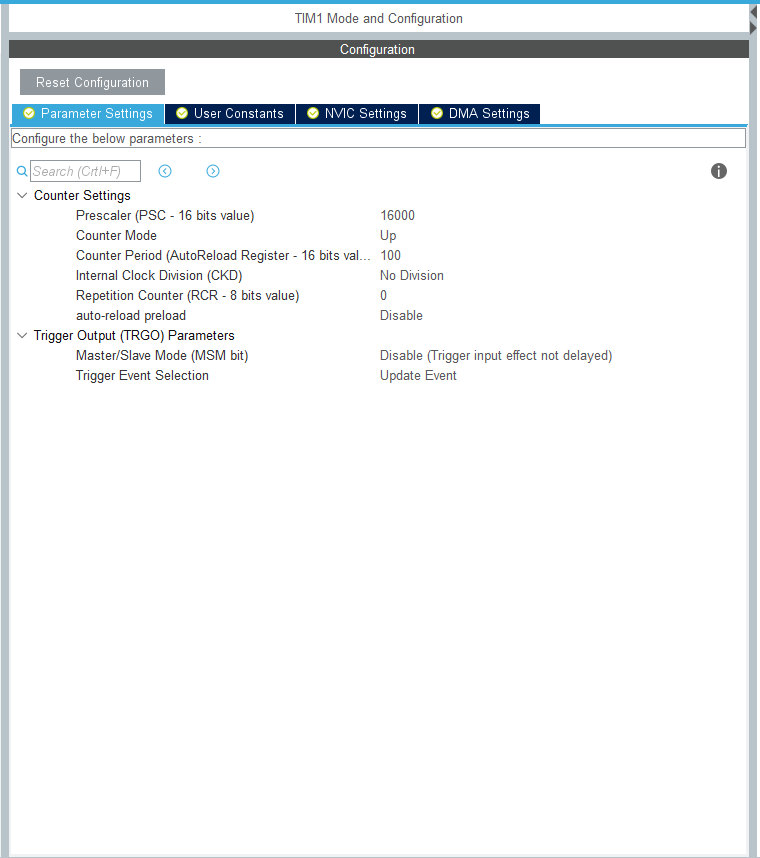 TIM1 Mode and Configuration
Configuration
Reset Configuration
Parameter Settings User Constants NVIC Settings DMA Settings
Configure the below parameters :
Search (Crtl+F)
Counter Settings
Prescaler (PSC - 16 bits value) 16000
Counter Mode Up
Counter Period (AutoReload Register - 16 bits val... 100
Internal Clock Division (CKD) No Division
Repetition Counter (RCR - 8 bits value) 0
auto-reload preload Disable
Trigger Output (TRGO) Parameters
Master/Slave Mode (MSM bit) Disable (Trigger input effect not delayed)
Trigger Event Selection Update Event